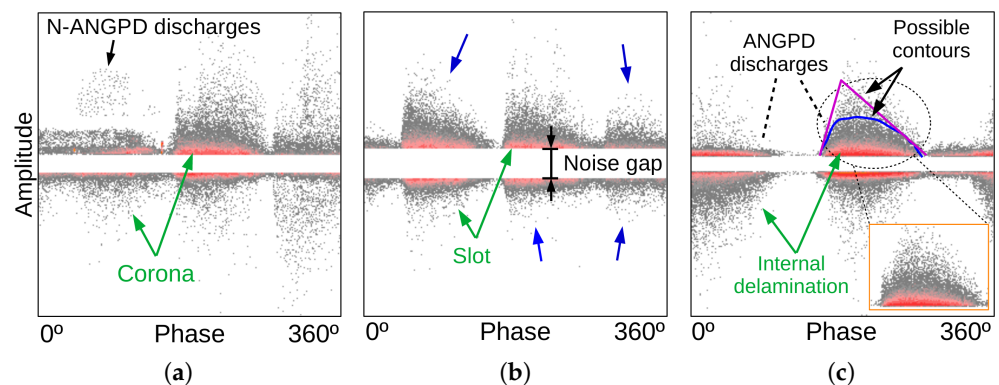 N-ANGPD discharges
Amplitude
Corona
0º Phase 360º
(a)
Noise gap
Slot
0º Phase 360º
(b)
ANGPD
discharges
Possible
contours
Internal
delamination
0º Phase 360º
(c)